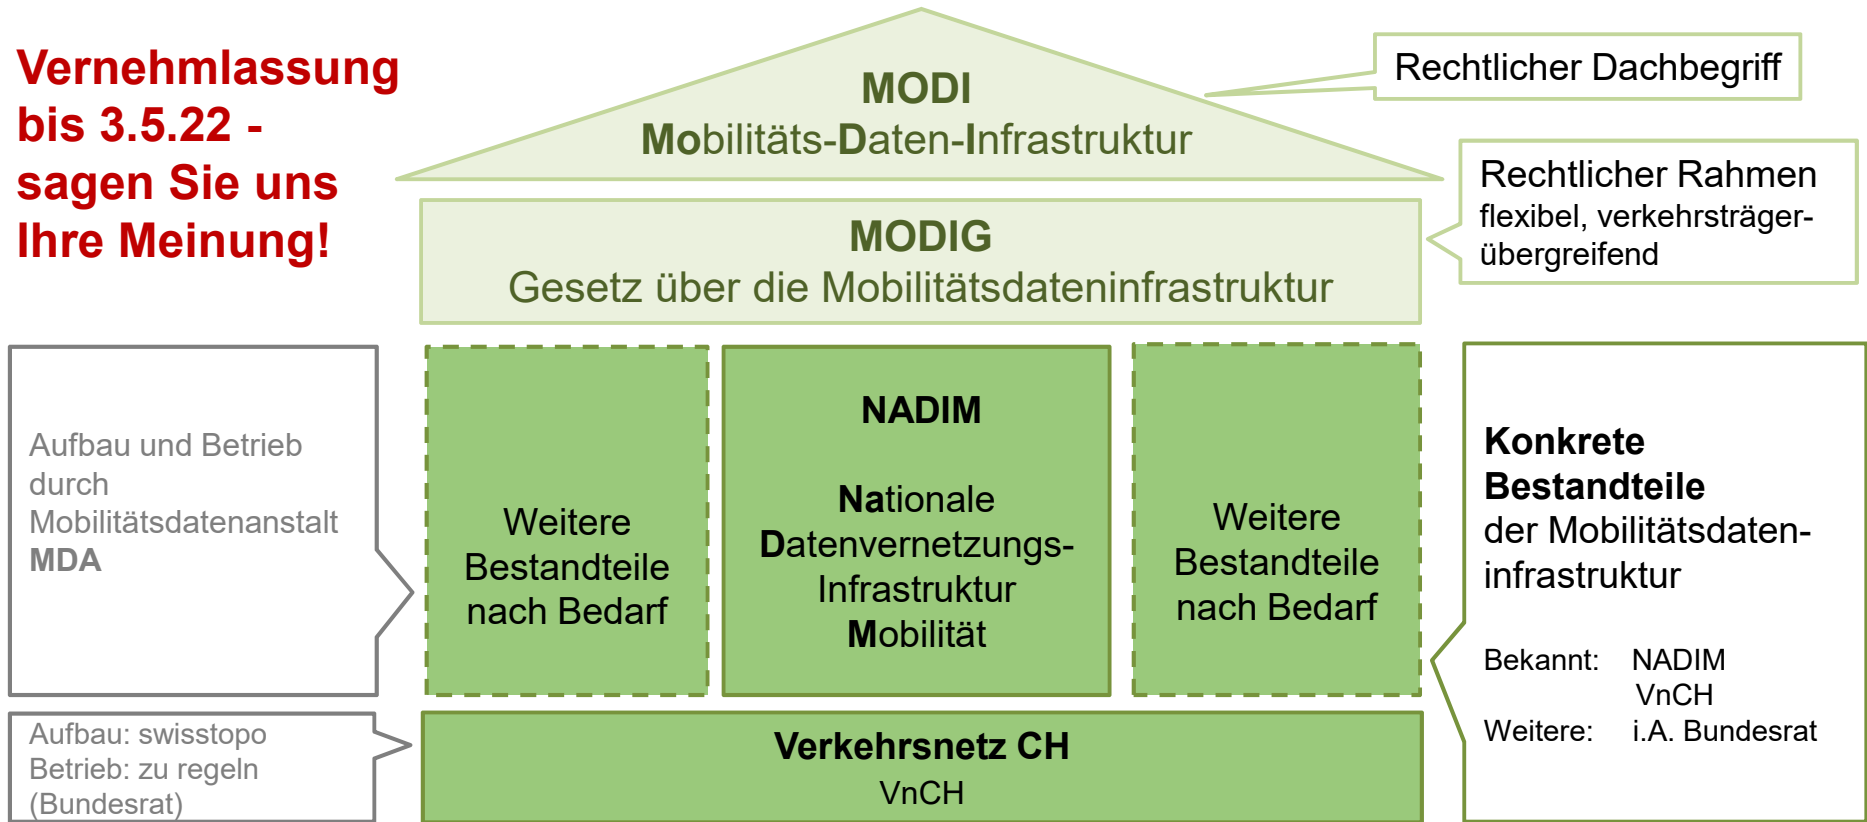 Vernehmlassung
bis 3.5.22 -
sagen Sie uns
Ihre Meinung!
MODI
Mobilitäts-Daten-Infrastruktur
Rechtlicher Dachbegriff
MODIG
Gesetz über die Mobilitätsdateninfrastruktur
Rechtlicher Rahmen
flexibel, verkehrsträger-
übergreifend
Aufbau und Betrieb
durch
Mobilitätsdatenanstalt
MDA
Weitere
Bestandteile
nach Bedarf
NADIM
Nationale
Datenvernetzungs-
Infrastruktur
Mobilität
Weitere
Bestandteile
nach Bedarf
Konkrete
Bestandteile
der Mobilitätsdaten-
infrastruktur
Bekannt: NADIM
VnCH
Weitere: i.A. Bundesrat
Aufbau: swisstopo
Betrieb: zu regeln
(Bundesrat)
Verkehrsnetz CH
VnCH